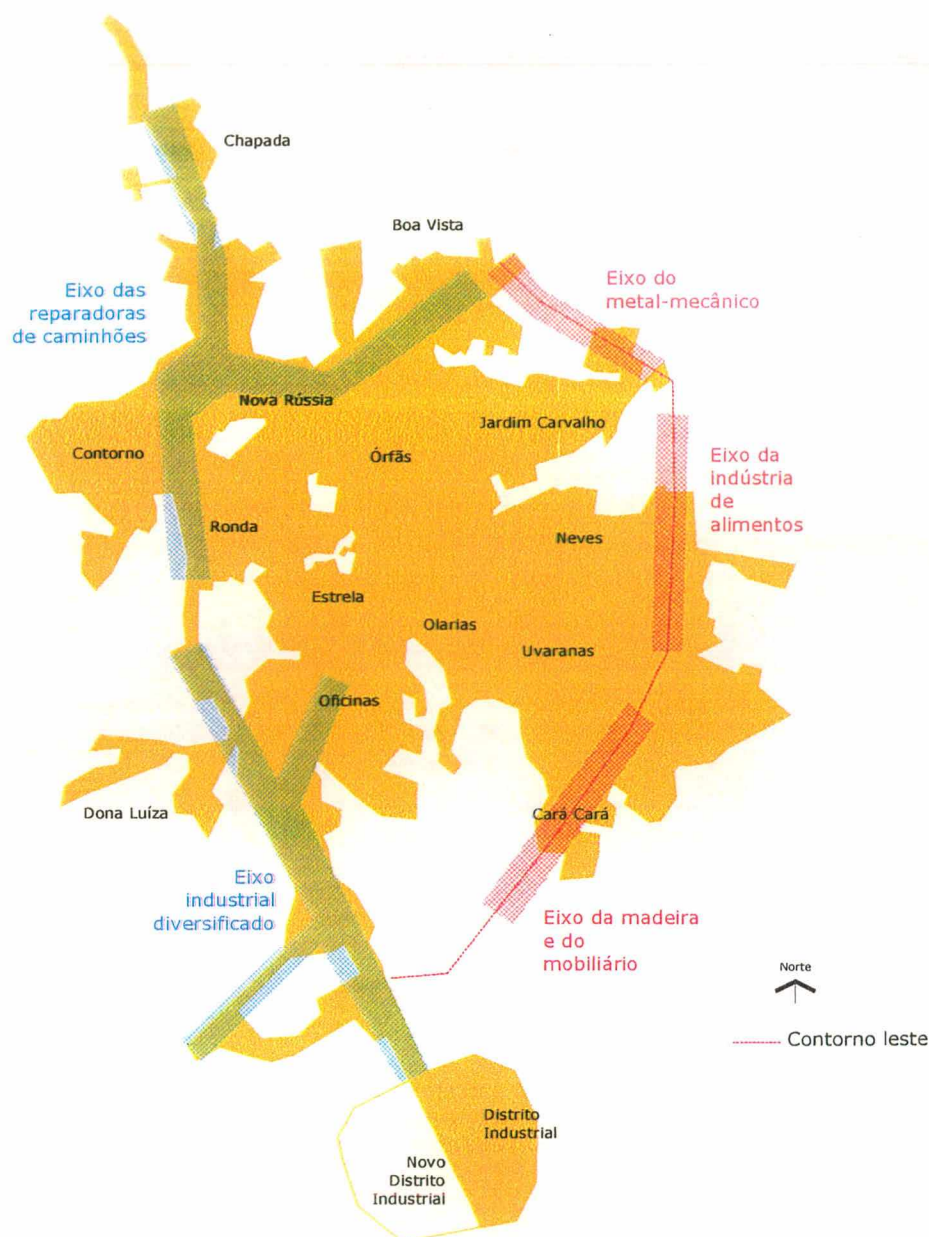 Chapada
Boa Vista
Eixo das
reparadoras
de caminhões
Eixo do
metal-mecânico
Nova Rússia
Jardim Carvalho
Contorno
Órfãs
Eixo da
indústria
de
alimentos
Ronda
Neves
Estrela
Olarias
Uvaranas
Oficinas
Dona Luíza
Cará Cará
Eixo
industrial
diversificado
Eixo da madeira
e do
mobiliário
Norte
Contorno leste
Distrito
Industrial
Novo
Distrito
Industrial